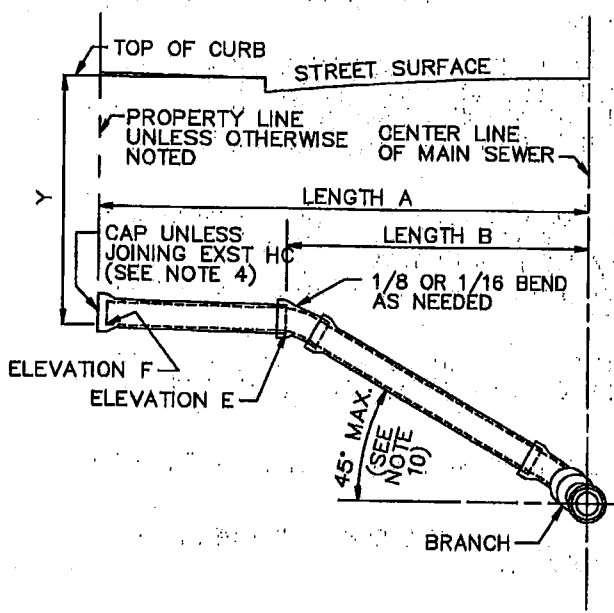 TOP OF CURB
STREET SURFACE
PROPERTY LINE
UNLESS OTHERWISE
NOTED
CENTER LINE
OF MAIN SEWER
Y
LENGTH A
LENGTH B
CAP UNLESS
JOINING EXST HC
(SEE NOTE 4)
1/8 OR 1/16 BEND
AS NEEDED
ELEVATION F
ELEVATION E
45° MAX.
(SEE
NOTE
10)
BRANCH